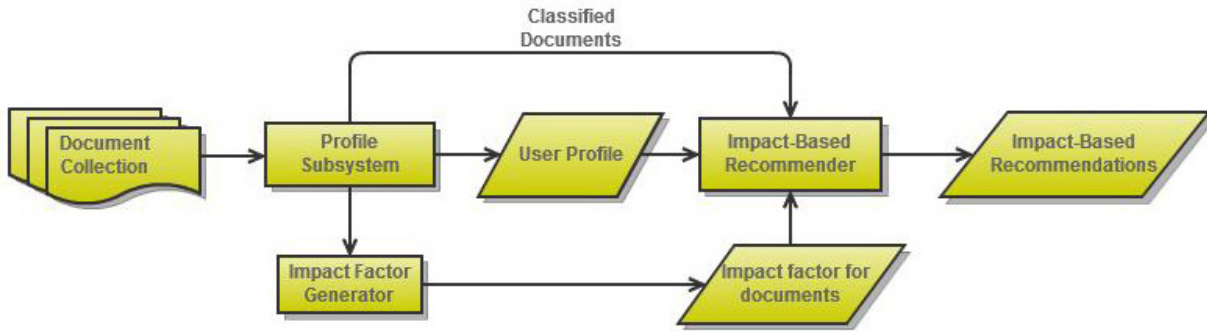 Classified
Documents
Document
Collection
Profile
Subsystem
User Profile
Impact-Based
Recommender
Impact-Based
Recommendations
Impact Factor
Generator
Impact factor for
documents